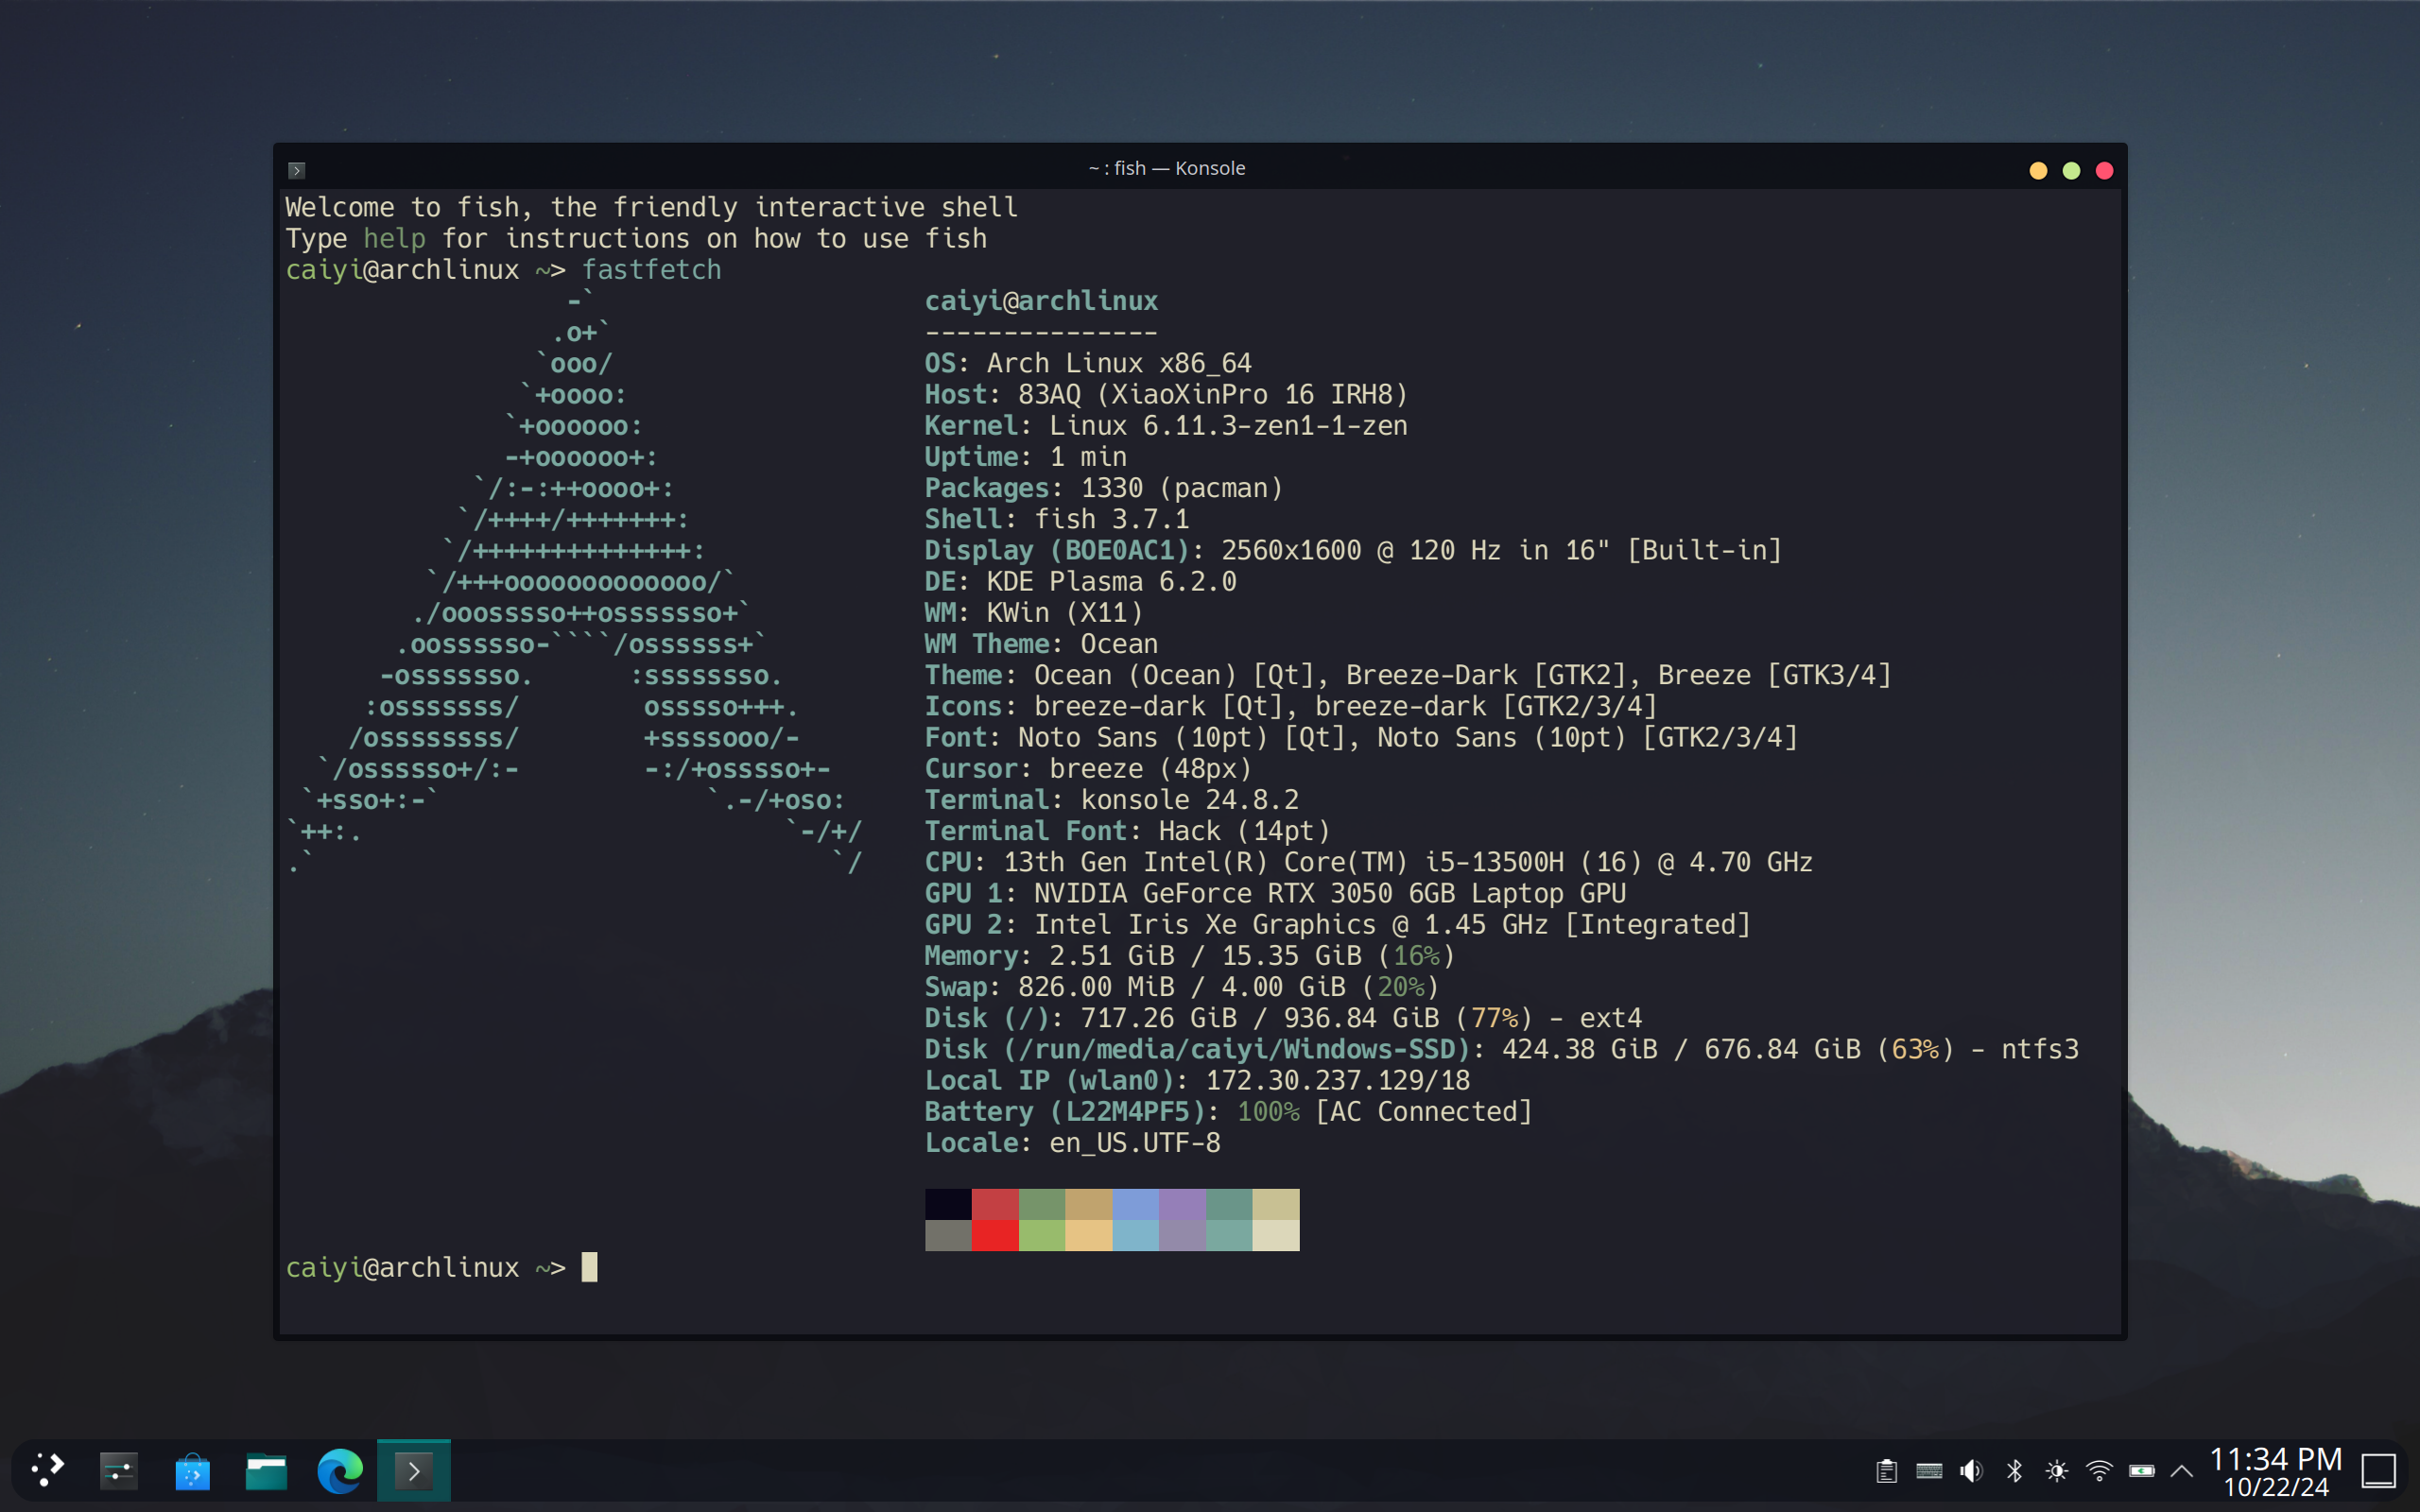 ~ : fish — Konsole
Welcome to fish, the friendly interactive shell
Type help for instructions on how to use fish
caiyi@archlinux ~> fastfetch
                  -`                     caiyi@archlinux
                 .o+`                    ---------------
                `ooo/                    OS: Arch Linux x86_64
               `+oooo:                   Host: 83AQ (XiaoXinPro 16 IRH8)
              `+oooooo:                  Kernel: Linux 6.11.3-zen1-1-zen
              -+oooooo+:                 Uptime: 1 min
            `/:-:++oooo+:                Packages: 1330 (pacman)
           `/++++/+++++++:               Shell: fish 3.7.1
          `/++++++++++++++:              Display (BOE0AC1): 2560x1600 @ 120 Hz in 16" [Built-in]
         `/+++ooooooooooooo/`            DE: KDE Plasma 6.2.0
        ./ooosssso++osssssso+`           WM: KWin (X11)
       .oossssso-````/ossssss+`          WM Theme: Ocean
      -osssssso.      :ssssssso.         Theme: Ocean (Ocean) [Qt], Breeze-Dark [GTK2], Breeze [GTK3/4]
     :osssssss/        osssso+++.        Icons: breeze-dark [Qt], breeze-dark [GTK2/3/4]
    /ossssssss/        +ssssooo/-        Font: Noto Sans (10pt) [Qt], Noto Sans (10pt) [GTK2/3/4]
  `/ossssso+/:-        -:/+osssso+-      Cursor: breeze (48px)
 `+sso+:-`                 `.-/+oso:     Terminal: konsole 24.8.2
`++:.                           `-/+/    Terminal Font: Hack (14pt)
.`                                 `/    CPU: 13th Gen Intel(R) Core(TM) i5-13500H (16) @ 4.70 GHz
GPU 1: NVIDIA GeForce RTX 3050 6GB Laptop GPU
GPU 2: Intel Iris Xe Graphics @ 1.45 GHz [Integrated]
Memory: 2.51 GiB / 15.35 GiB (16%)
Swap: 826.00 MiB / 4.00 GiB (20%)
Disk (/): 717.26 GiB / 936.84 GiB (77%) - ext4
Disk (/run/media/caiyi/Windows-SSD): 424.38 GiB / 676.84 GiB (63%) - ntfs3
Local IP (wlan0): 172.30.237.129/18
Battery (L22M4PF5): 100% [AC Connected]
Locale: en_US.UTF-8
caiyi@archlinux ~>
11:34 PM
10/22/24